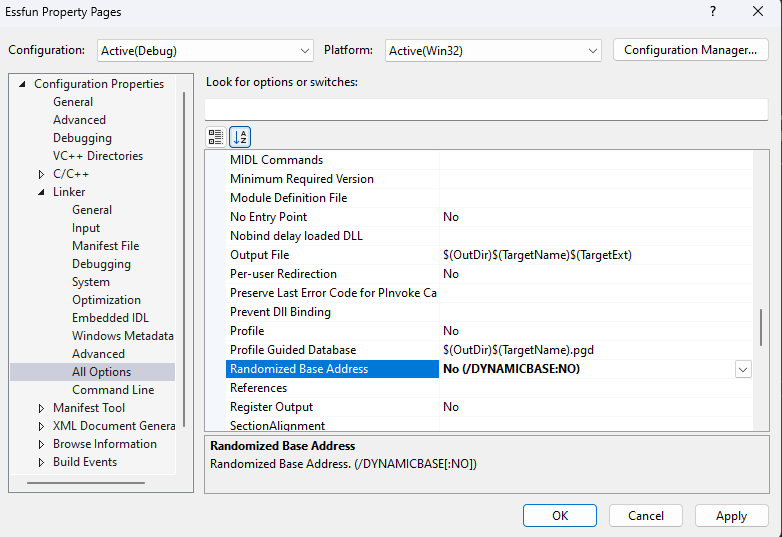 Essfun Property Pages
? 
Configuration: Active(Debug) Platform: Active(Win32) Configuration Manager...
Configuration Properties
General
Advanced
Debugging
VC++ Directories
C/C++
Linker
General
Input
Manifest File
Debugging
System
Optimization
Embedded IDL
Windows Metadata
Advanced
All Options
Command Line
Manifest Tool
XML Document Genera
Browse Information
Build Events
Look for options or switches:
MIDL Commands
Minimum Required Version
Module Definition File
No Entry Point No
Nobind delay loaded DLL
Output File $(OutDir)$(TargetName)$(TargetExt)
Per-user Redirection No
Preserve Last Error Code for PInvoke Ca
Prevent Dll Binding
Profile No
Profile Guided Database $(OutDir)$(TargetName).pgd
Randomized Base Address No (/DYNAMICBASE:NO)
References
Register Output No
SectionAlignment
Randomized Base Address
Randomized Base Address. (/DYNAMICBASE[:NO])
OK Cancel Apply